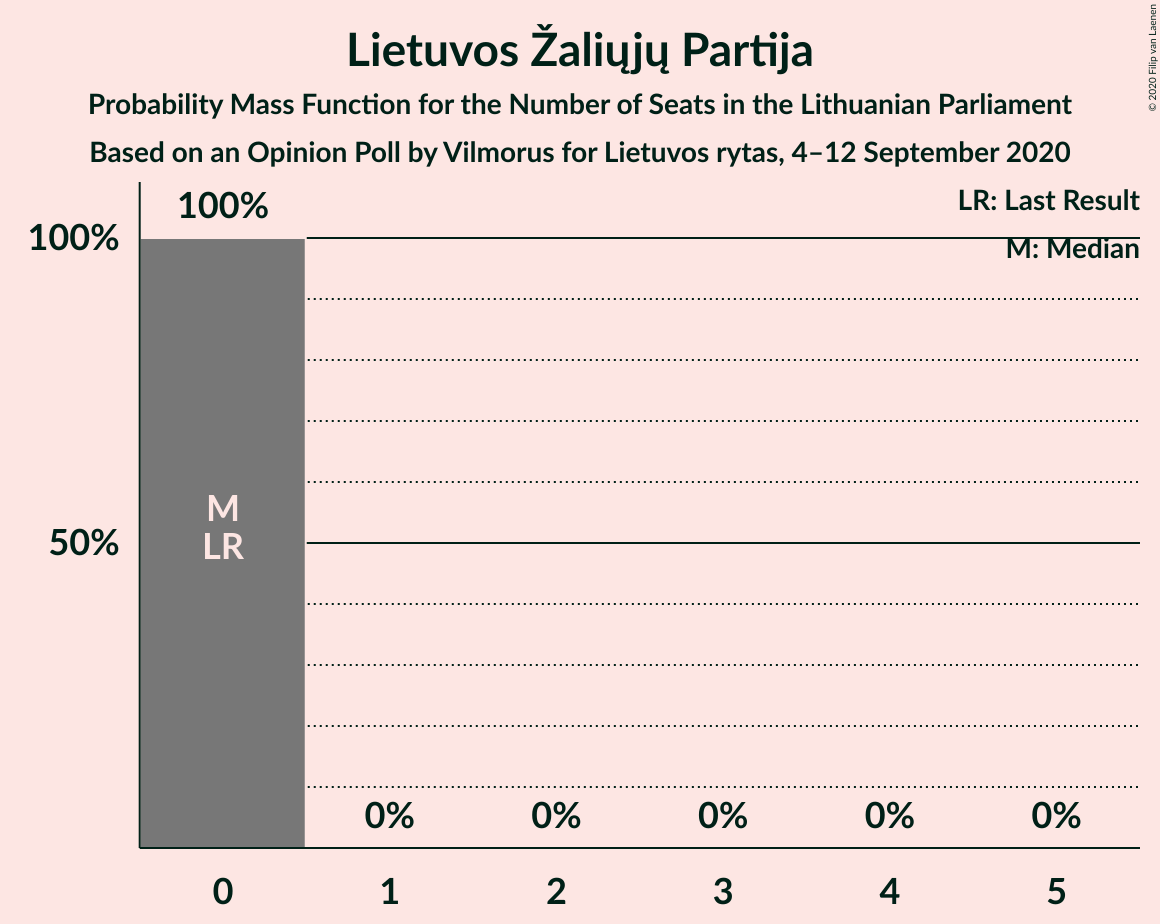 Lietuvos Žaliųjų Partija
Probability Mass Function for the Number of Seats in the Lithuanian Parliament
Based on an Opinion Poll by Vilmorus for Lietuvos rytas, 4–12 September 2020
© 2020 Filip van Laenen
LR: Last Result
M: Median
100%
100%
50%
M
LR
0% 0% 0% 0% 0%
0 1 2 3 4 5